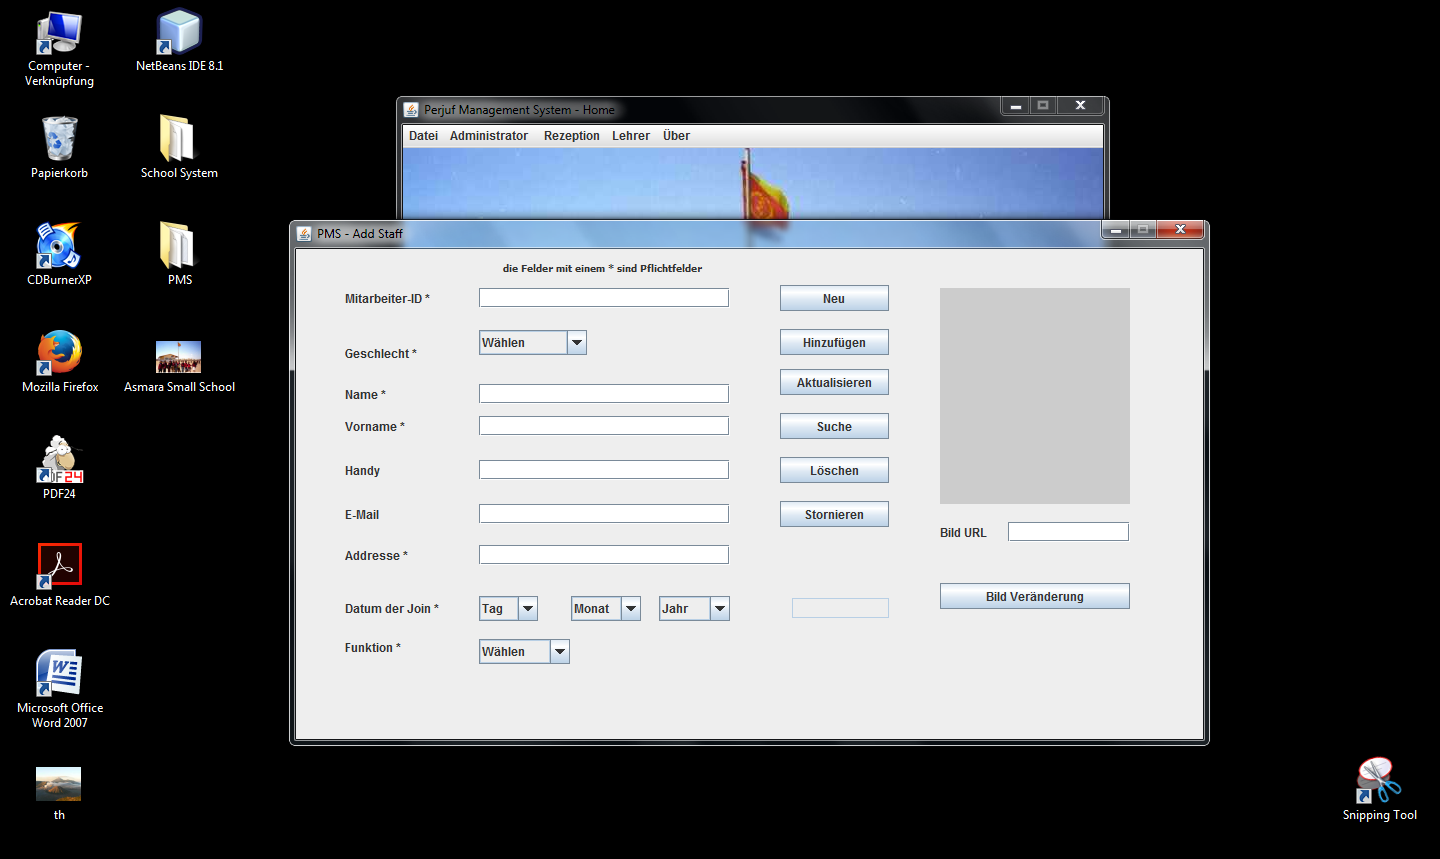 Computer -
Verknüpfung
NetBeans IDE 8.1
Papierkorb
School System
CDBurnerXP
PMS
Mozilla Firefox
Asmara Small School
PDF24
Acrobat Reader DC
Microsoft Office
Word 2007
th
Perjuf Management System - Home
Datei Administrator Rezeption Lehrer Über
PMS - Add Staff
die Felder mit einem * sind Pflichtfelder
Mitarbeiter-ID *
Neu
Geschlecht *
Wählen
Hinzufügen
Aktualisieren
Name *
Vorname *
Suche
Handy
Löschen
E-Mail
Stornieren
Bild URL
Addresse *
Bild Veränderung
Datum der Join *
Tag
Monat
Jahr
Funktion *
Wählen
Snipping Tool